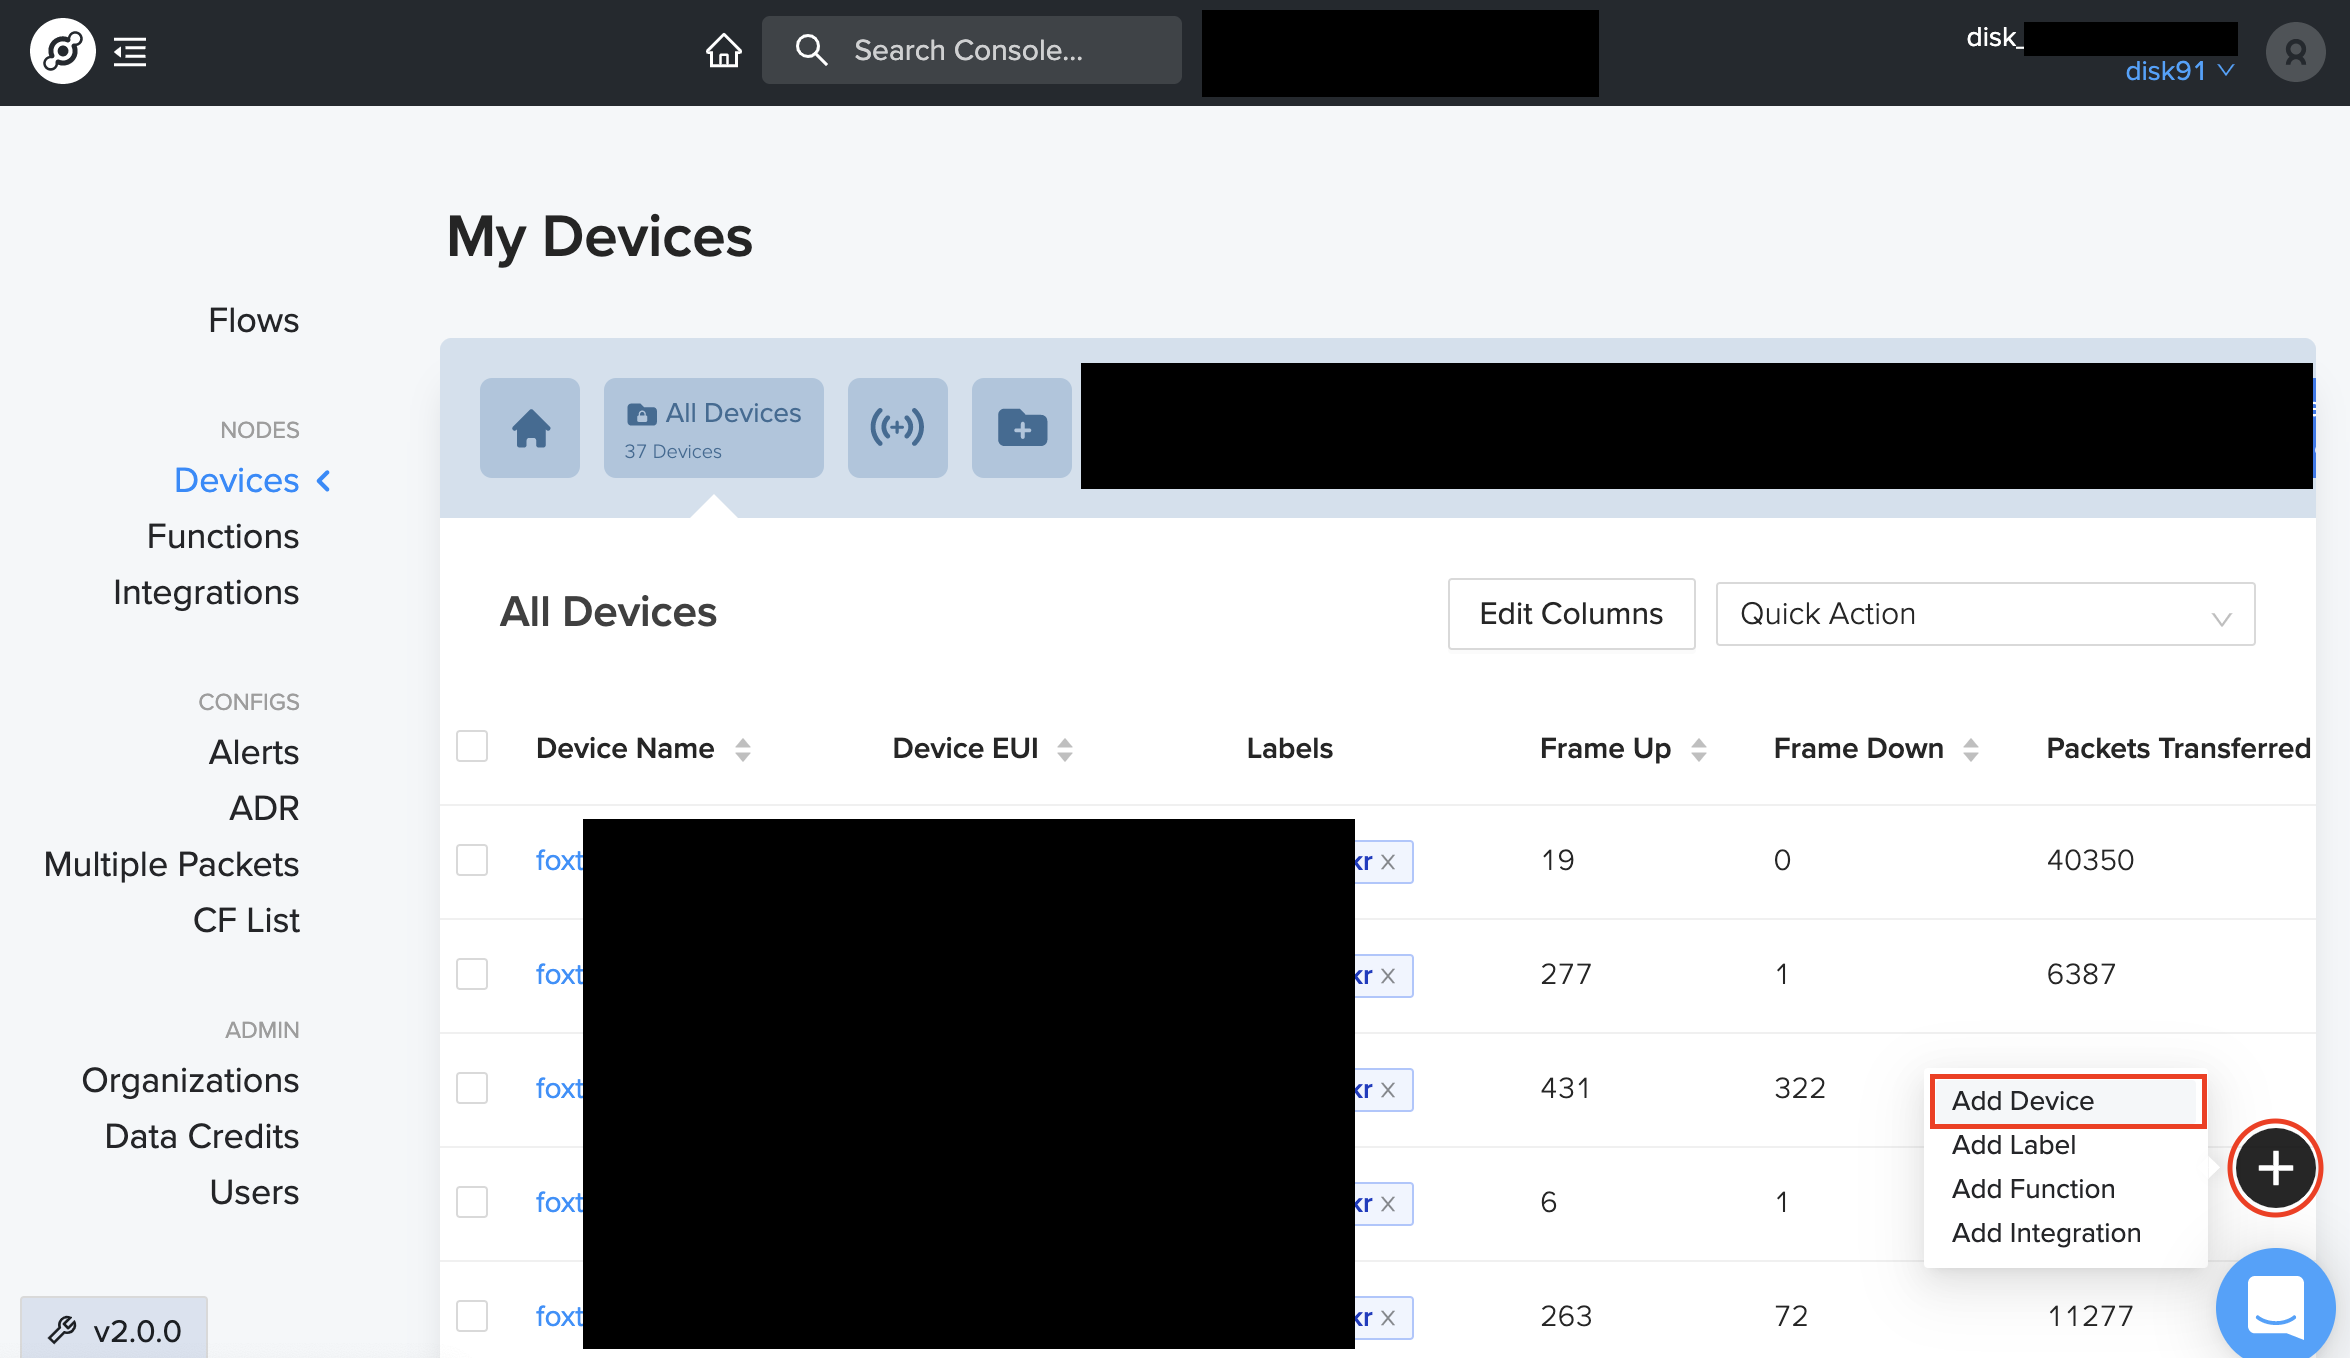 Search Console...
disk_
disk91
My Devices
Flows
NODES
Devices
Functions
Integrations
CONFIGS
Alerts
ADR
Multiple Packets
CF List
ADMIN
Organizations
Data Credits
Users
v2.0.0
All Devices
37 Devices
All Devices
Edit Columns
Quick Action
Device Name
Device EUI
Labels
Frame Up
Frame Down
Packets Transferred
foxt
kr
19
0
40350
foxt
kr
277
1
6387
foxt
kr
431
322
foxt
kr
6
1
foxt
kr
263
72
11277
Add Device
Add Label
Add Function
Add Integration